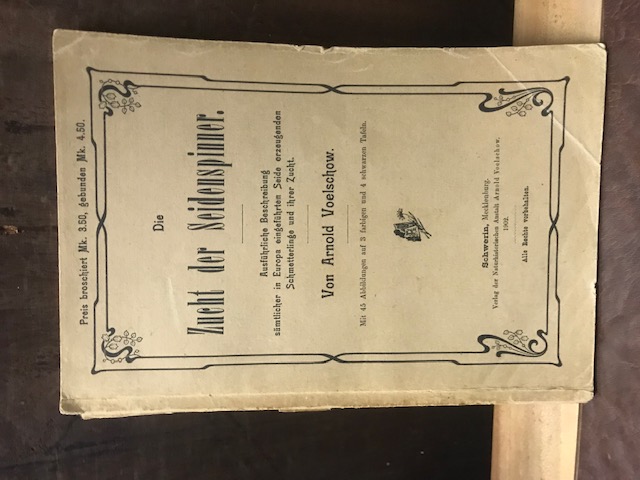 Preis broschiert Mk. 3.50, gebunden Mk. 4.50.
Die
Zucht der Seidenspinner.
Ausführliche Beschreibung
sämtlicher in Europa eingeführten Seide erzeugenden
Schmetterlinge und ihrer Zucht.
Von Arnold Voelschow.
Mit 45 Abbildungen auf 3 farbigen und 4 schwarzen Tafeln.
Schwerin, Mecklenburg.
Verlag der Naturhistorischen Anstalt Arnold Voelschow.
1902.
Alle Rechte vorbehalten.